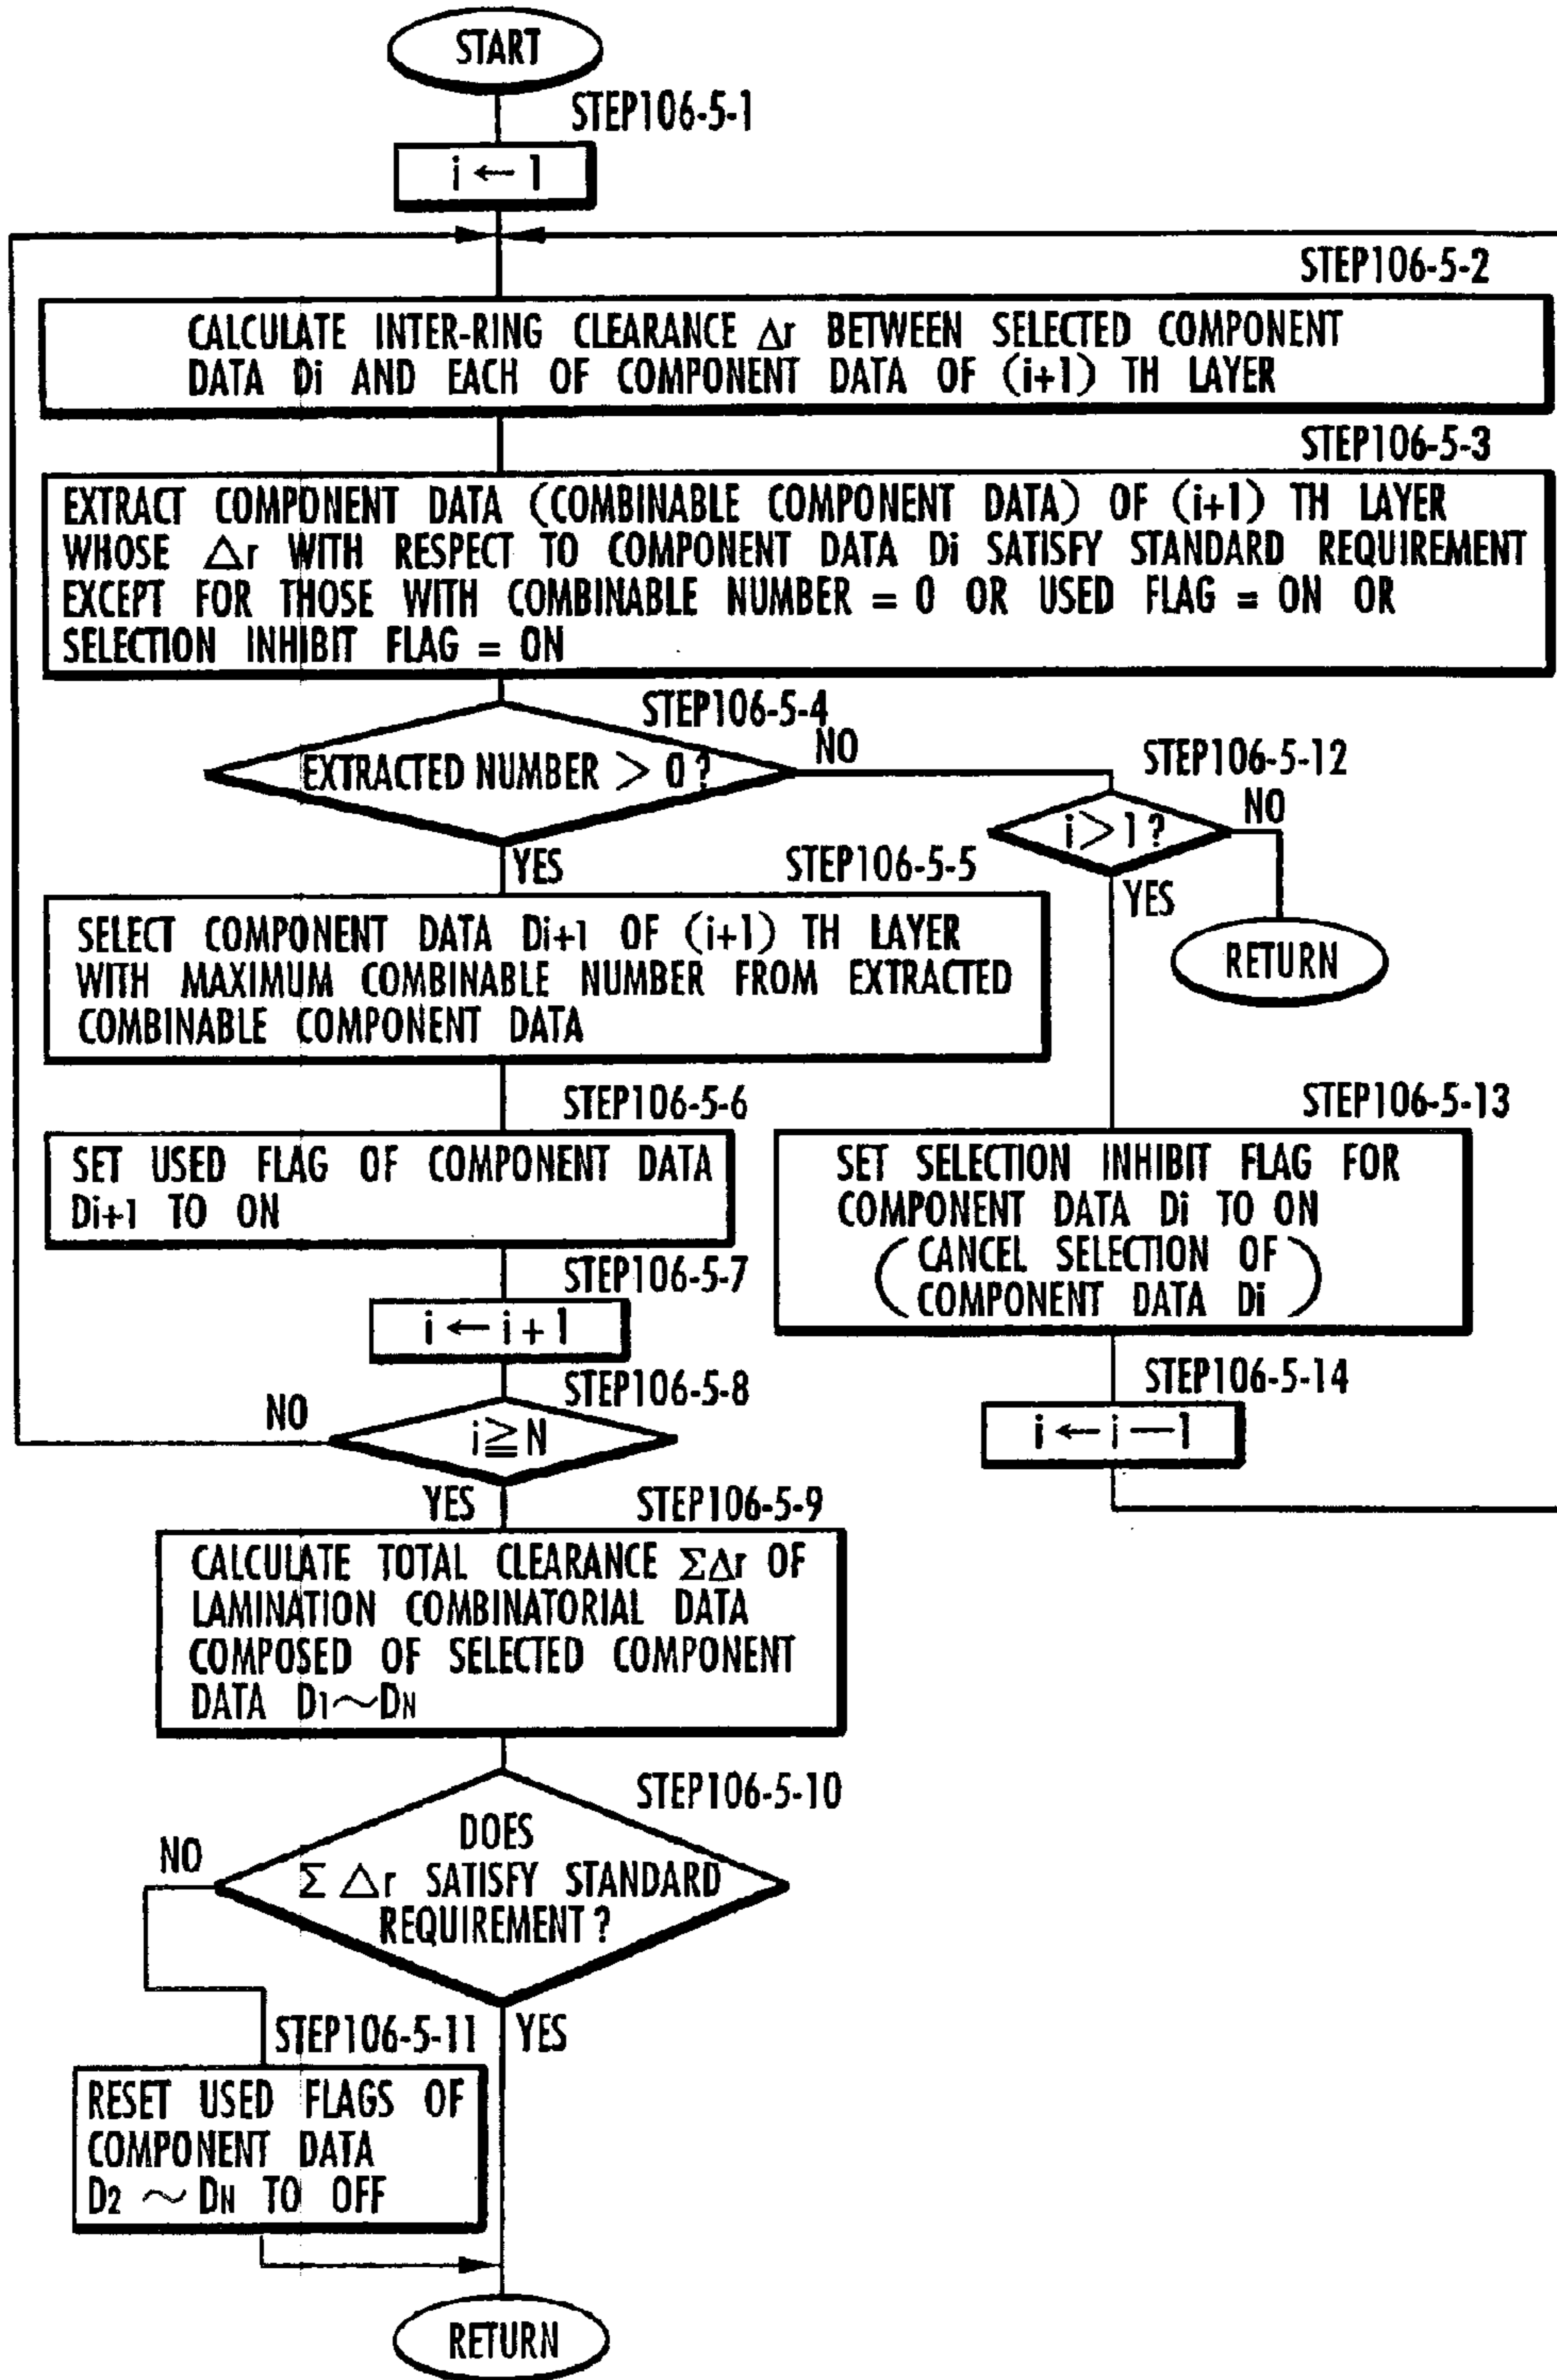 START
STEP106-5-1
i ← 1
STEP106-5-2
CALCULATE INTER-RING CLEARANCE △r BETWEEN SELECTED COMPONENT
DATA Di AND EACH OF COMPONENT DATA OF (i+1) TH LAYER
STEP106-5-3
EXTRACT COMPONENT DATA (COMBINABLE COMPONENT DATA) OF (i+1) TH LAYER
WHOSE △r WITH RESPECT TO COMPONENT DATA Di SATISFY STANDARD REQUIREMENT
EXCEPT FOR THOSE WITH COMBINABLE NUMBER = 0 OR USED FLAG = ON OR
SELECTION INHIBIT FLAG = ON
STEP106-5-4
EXTRACTED NUMBER > 0?
NO
YES
STEP106-5-12
i > 1?
NO
YES
RETURN
STEP106-5-5
SELECT COMPONENT DATA Di+1 OF (i+1) TH LAYER
WITH MAXIMUM COMBINABLE NUMBER FROM EXTRACTED
COMBINABLE COMPONENT DATA
STEP106-5-6
SET USED FLAG OF COMPONENT DATA
Di+1 TO ON
STEP106-5-13
SET SELECTION INHIBIT FLAG FOR
COMPONENT DATA Di TO ON
(CANCEL SELECTION OF
COMPONENT DATA Di)
STEP106-5-7
i ← i + 1
STEP106-5-14
i ← i — 1
STEP106-5-8
i ≧ N
NO
YES
STEP106-5-9
CALCULATE TOTAL CLEARANCE Σ△r OF
LAMINATION COMBINATORIAL DATA
COMPOSED OF SELECTED COMPONENT
DATA D1～DN
STEP106-5-10
DOES
Σ △r SATISFY STANDARD
REQUIREMENT?
NO
YES
STEP106-5-11
RESET USED FLAGS OF
COMPONENT DATA
D2 ～ DN TO OFF
RETURN